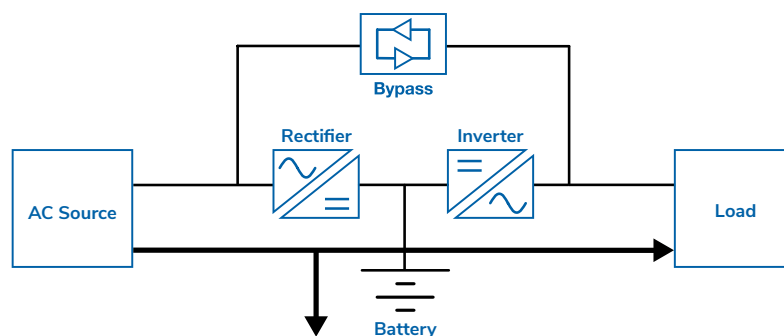 Bypass
Rectifier
Inverter
AC Source
Load
Battery